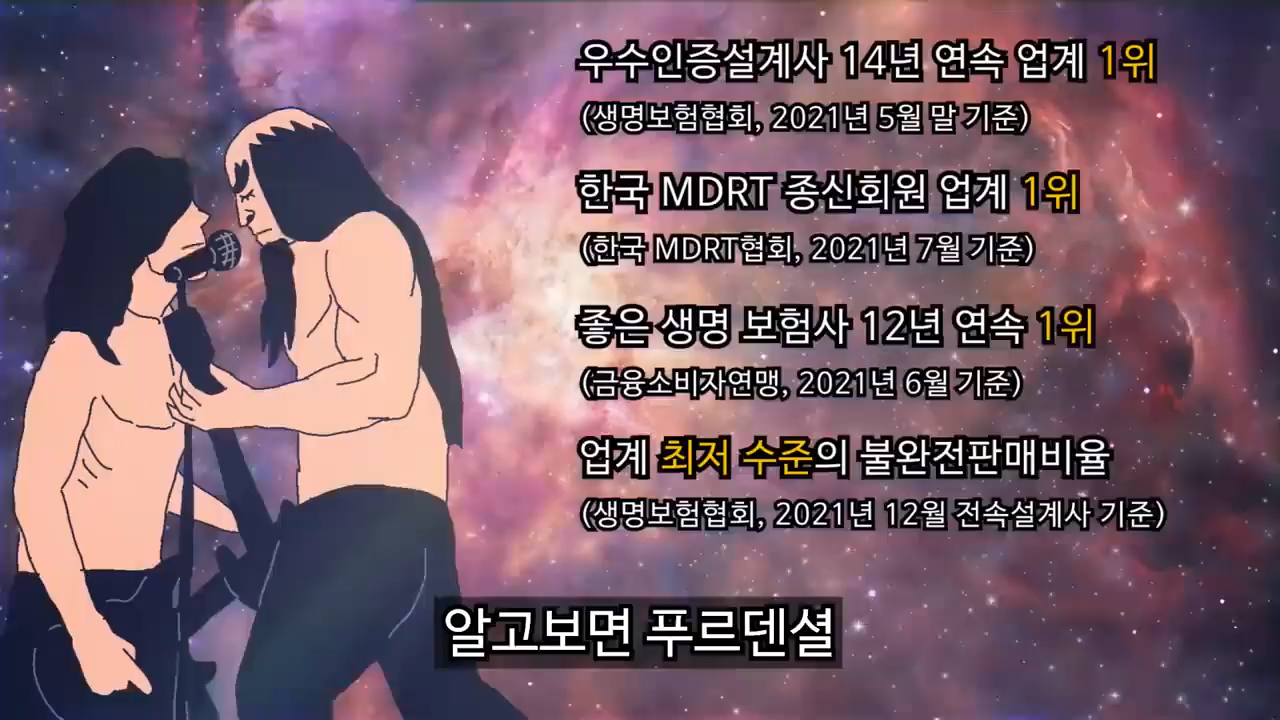 우수인증설계사 14년 연속 업계 1위
(생명보험협회, 2021년 5월 말 기준)
한국 MDRT 종신회원 업계 1위
(한국 MDRT협회, 2021년 7월 기준)
좋은 생명 보험사 12년 연속 1위
(금융소비자연맹, 2021년 6월 기준)
업계 최저 수준의 불완전판매비율
(생명보험협회, 2021년 12월 전속설계사 기준)
알고보면 푸르덴셜